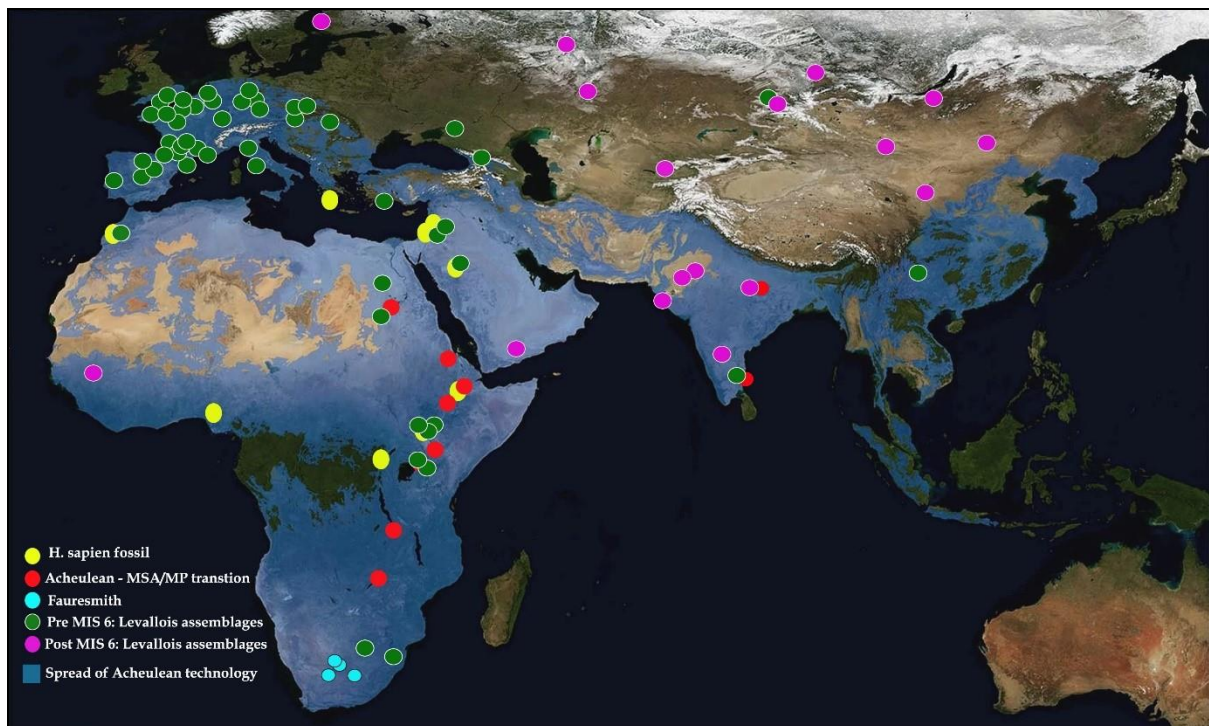 H. sapien fossil
Acheulean - MSA/MP transtion
Fauresmith
Pre MIS 6: Levallois assemblages
Post MIS 6: Levallois assemblages
Spread of Acheulean technology